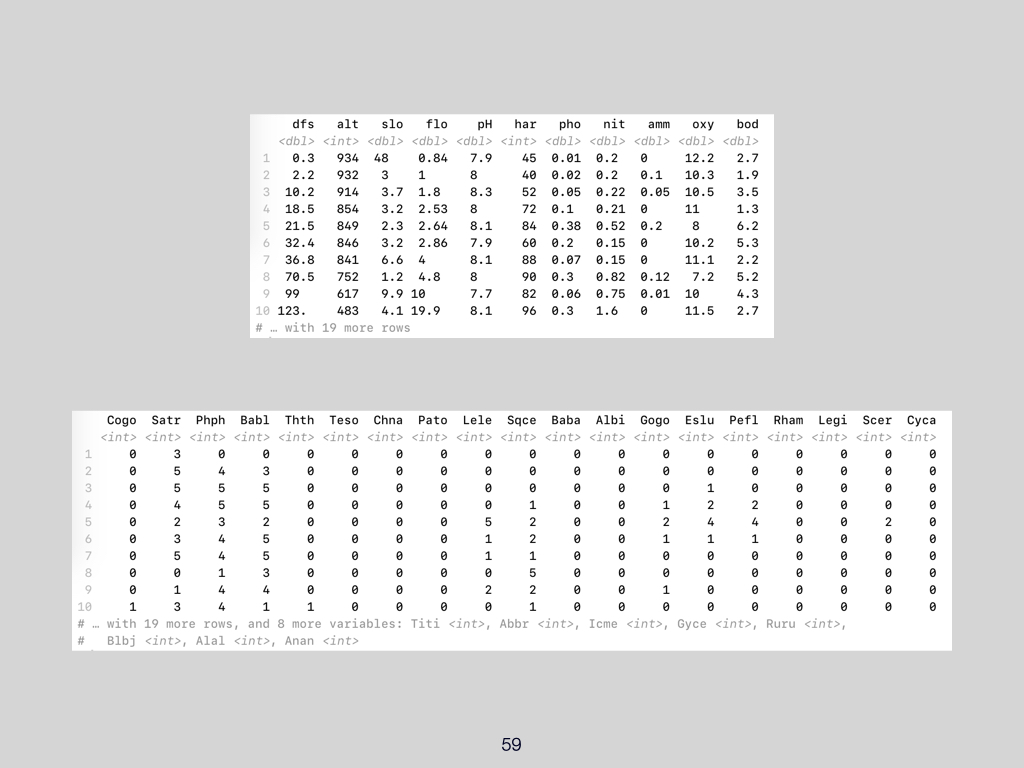 dfs alt slo flo pH har pho nit amm oxy bod
<dbl> <int> <dbl> <dbl> <dbl> <int> <dbl> <dbl> <dbl> <dbl> <dbl>
1 0.3 934 48 0.84 7.9 45 0.01 0.2 0 12.2 2.7
2 2.2 932 3 1 8 40 0.02 0.2 0.1 10.3 1.9
3 10.2 914 3.7 1.8 8.3 52 0.05 0.22 0.05 10.5 3.5
4 18.5 854 3.2 2.53 8 72 0.1 0.21 0 11 1.3
5 21.5 849 2.3 2.64 8.1 84 0.38 0.52 0.2 8 6.2
6 32.4 846 3.2 2.86 7.9 60 0.2 0.15 0 10.2 5.3
7 36.8 841 6.6 4 8.1 88 0.07 0.15 0 11.1 2.2
8 70.5 752 1.2 4.8 8 90 0.3 0.82 0.12 7.2 5.2
9 99 617 9.9 10 7.7 82 0.06 0.75 0.01 10 4.3
10 123. 483 4.1 19.9 8.1 96 0.3 1.6 0 11.5 2.7
# … with 19 more rows
Cogo Satr Phph Babl Thth Teso Chna Pato Lele Sqce Baba Albi Gogo Eslu Pefl Rham Legi Scer Cyca
<int> <int> <int> <int> <int> <int> <int> <int> <int> <int> <int> <int> <int> <int> <int> <int> <int> <int> <int>
1 0 3 0 0 0 0 0 0 0 0 0 0 0 0 0 0 0 0 0
2 0 5 4 3 0 0 0 0 0 0 0 0 0 0 0 0 0 0 0
3 0 5 5 5 0 0 0 0 0 0 0 0 0 1 0 0 0 0 0
4 0 4 5 5 0 0 0 0 0 1 0 0 1 2 2 0 0 0 0
5 0 2 3 2 0 0 0 0 5 2 0 0 2 4 4 0 0 2 0
6 0 3 4 5 0 0 0 0 1 2 0 0 1 1 1 0 0 0 0
7 0 5 4 5 0 0 0 0 1 1 0 0 0 0 0 0 0 0 0
8 0 0 1 3 0 0 0 0 0 5 0 0 0 0 0 0 0 0 0
9 0 1 4 4 0 0 0 0 2 2 0 0 1 0 0 0 0 0 0
10 1 3 4 1 1 0 0 0 0 1 0 0 0 0 0 0 0 0 0
# … with 19 more rows, and 8 more variables: Titi <int>, Abbr <int>, Icme <int>, Gyce <int>, Ruru <int>,
# Blbj <int>, Alal <int>, Anan <int>
59